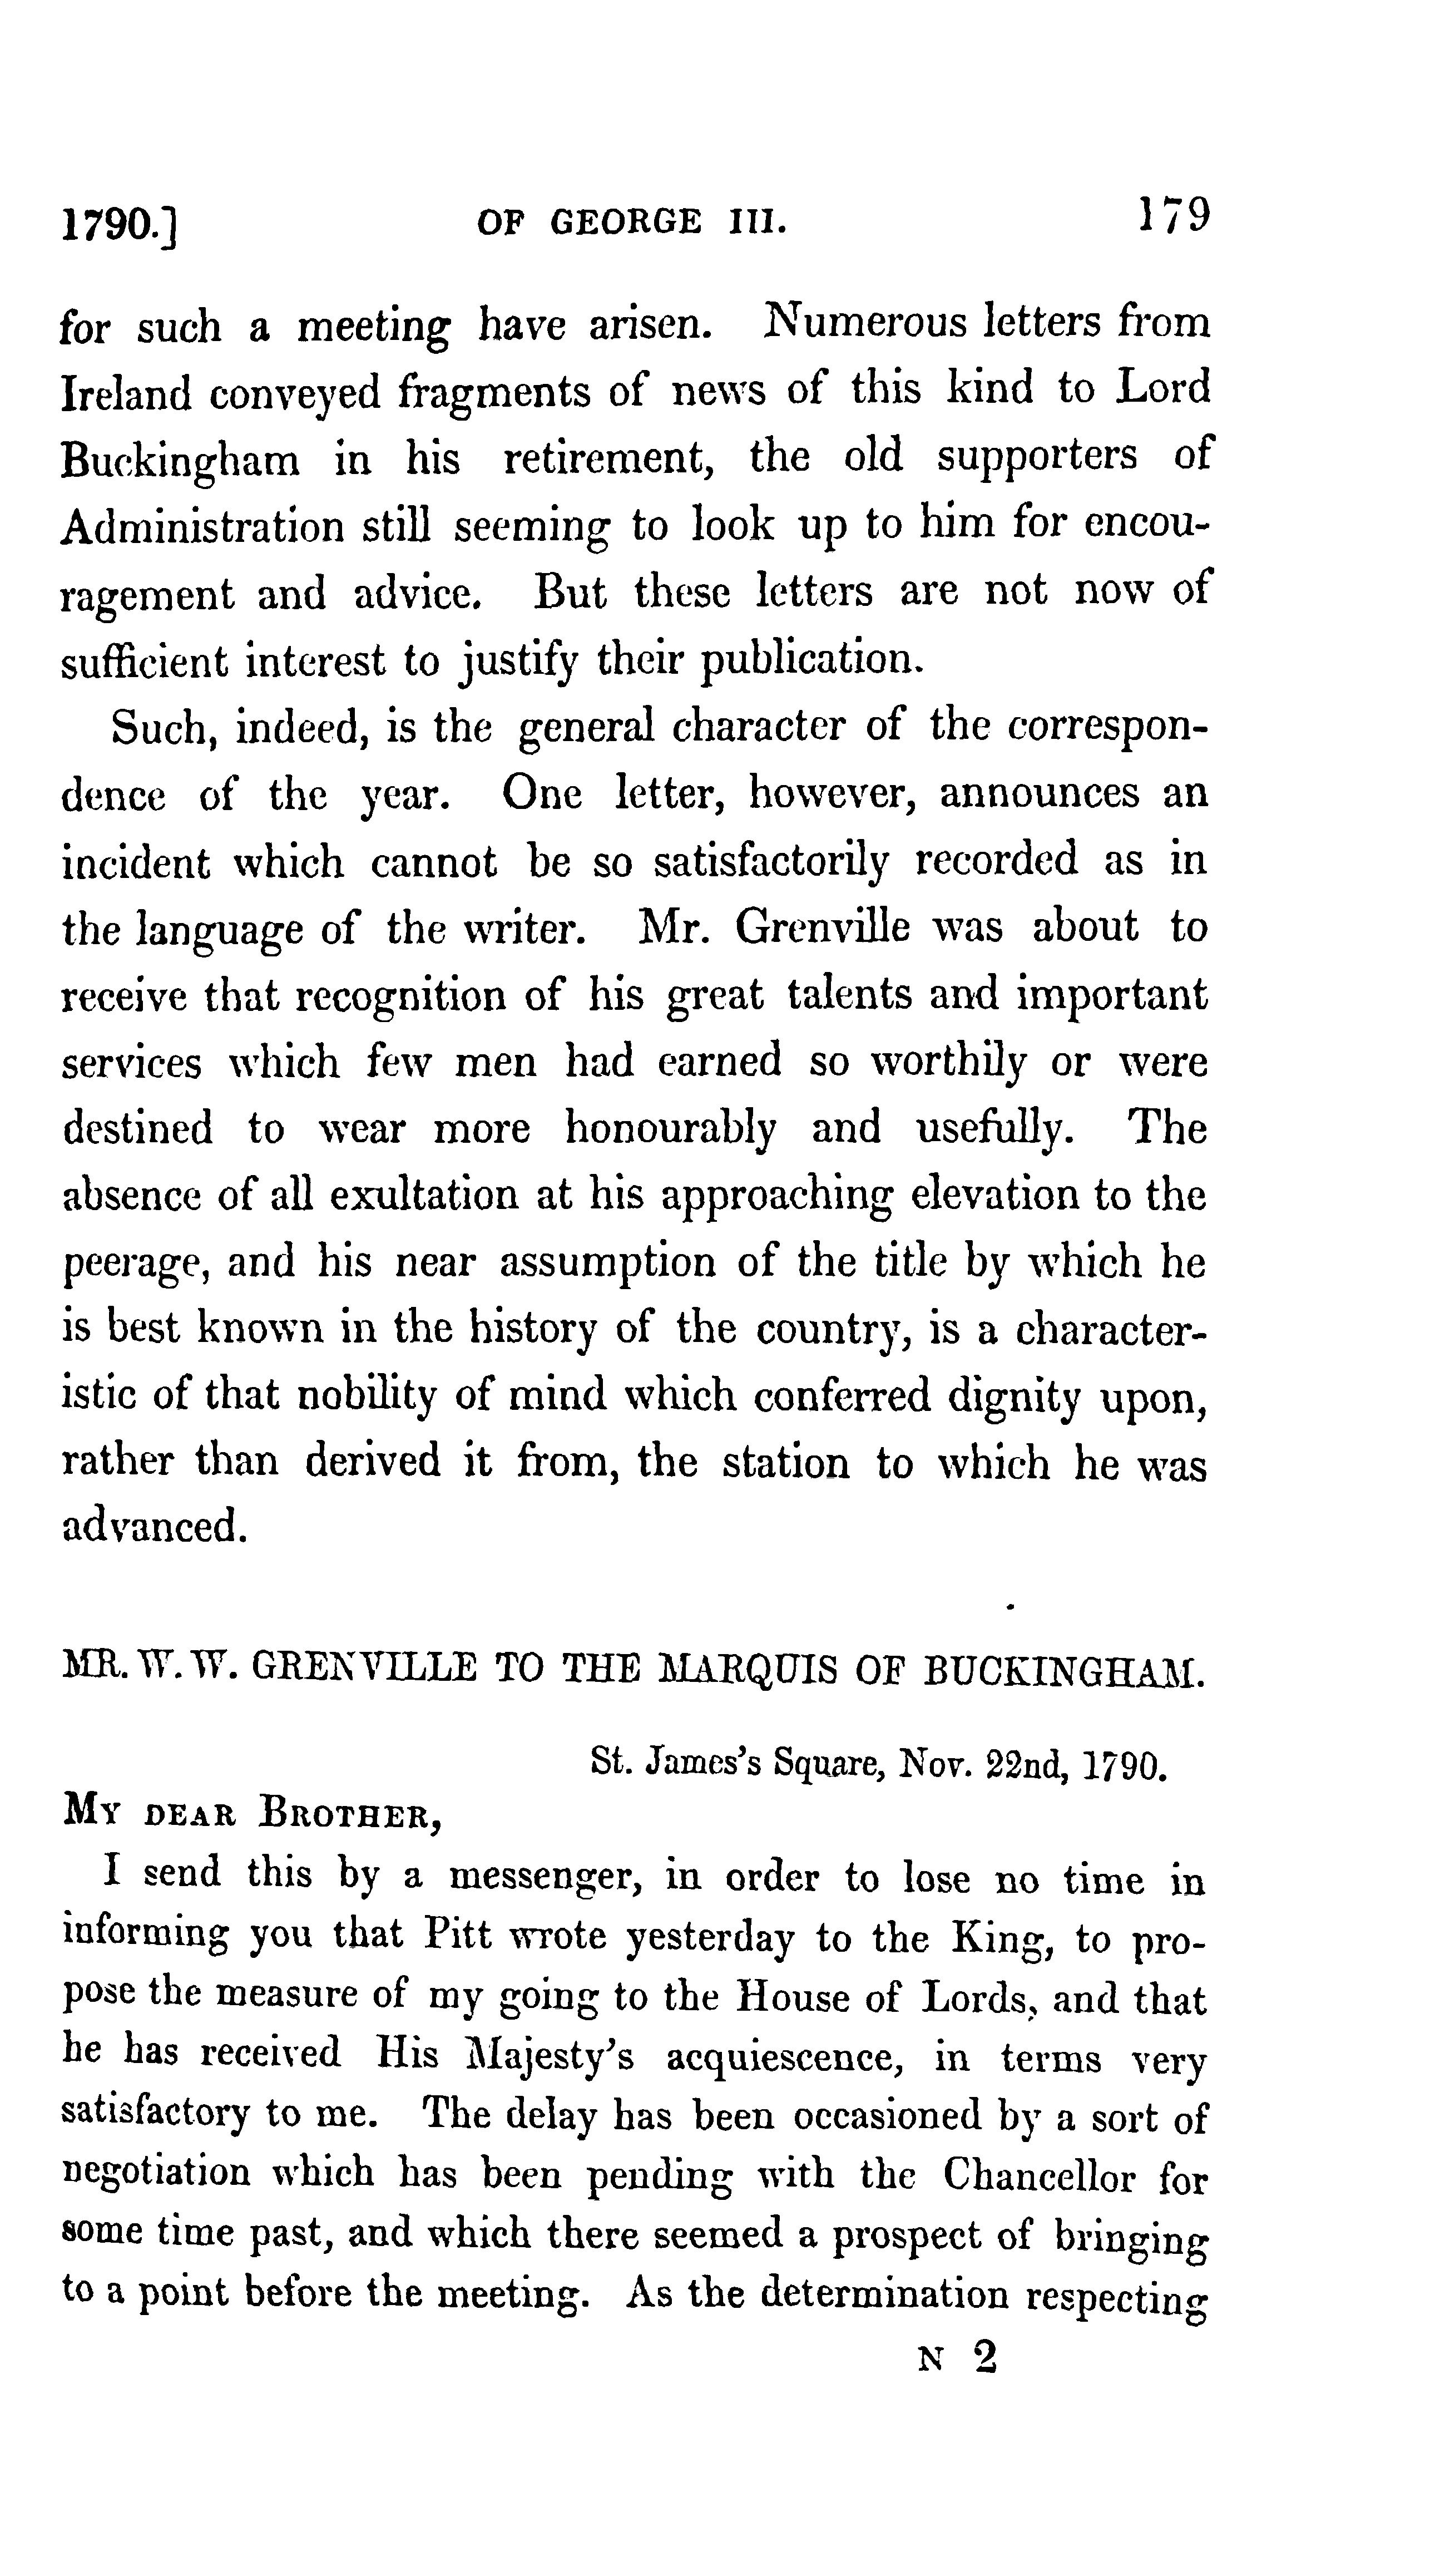 1790.] OF GEORGE III. 179
for such a meeting have arisen. Numerous letters from
Ireland conveyed fragments of news of this kind to Lord
Buckingham in his retirement, the old supporters of
Administration still seeming to look up to him for encou-
ragement and advice. But these letters are not now of
sufficient interest to justify their publication.
Such, indeed, is the general character of the correspon-
dence of the year. One letter, however, announces an
incident which cannot be so satisfactorily recorded as in
the language of the writer. Mr. Grenville was about to
receive that recognition of his great talents and important
services which few men had earned so worthily or were
destined to wear more honourably and usefully. The
absence of all exultation at his approaching elevation to the
peerage, and his near assumption of the title by which he
is best known in the history of the country, is a character-
istic of that nobility of mind which conferred dignity upon,
rather than derived it from, the station to which he was
advanced.
MR. W. W. GRENVILLE TO THE MARQUIS OF BUCKINGHAM.
St. James's Square, Nov. 22nd, 1790.
MY DEAR BROTHER,
I send this by a messenger, in order to lose no time in
informing you that Pitt wrote yesterday to the King, to pro-
pose the measure of my going to the House of Lords, and that
he has received His Majesty's acquiescence, in terms very
satisfactory to me. The delay has been occasioned by a sort of
negotiation which has been pending with the Chancellor for
some time past, and which there seemed a prospect of bringing
to a point before the meeting. As the determination respecting
N 2